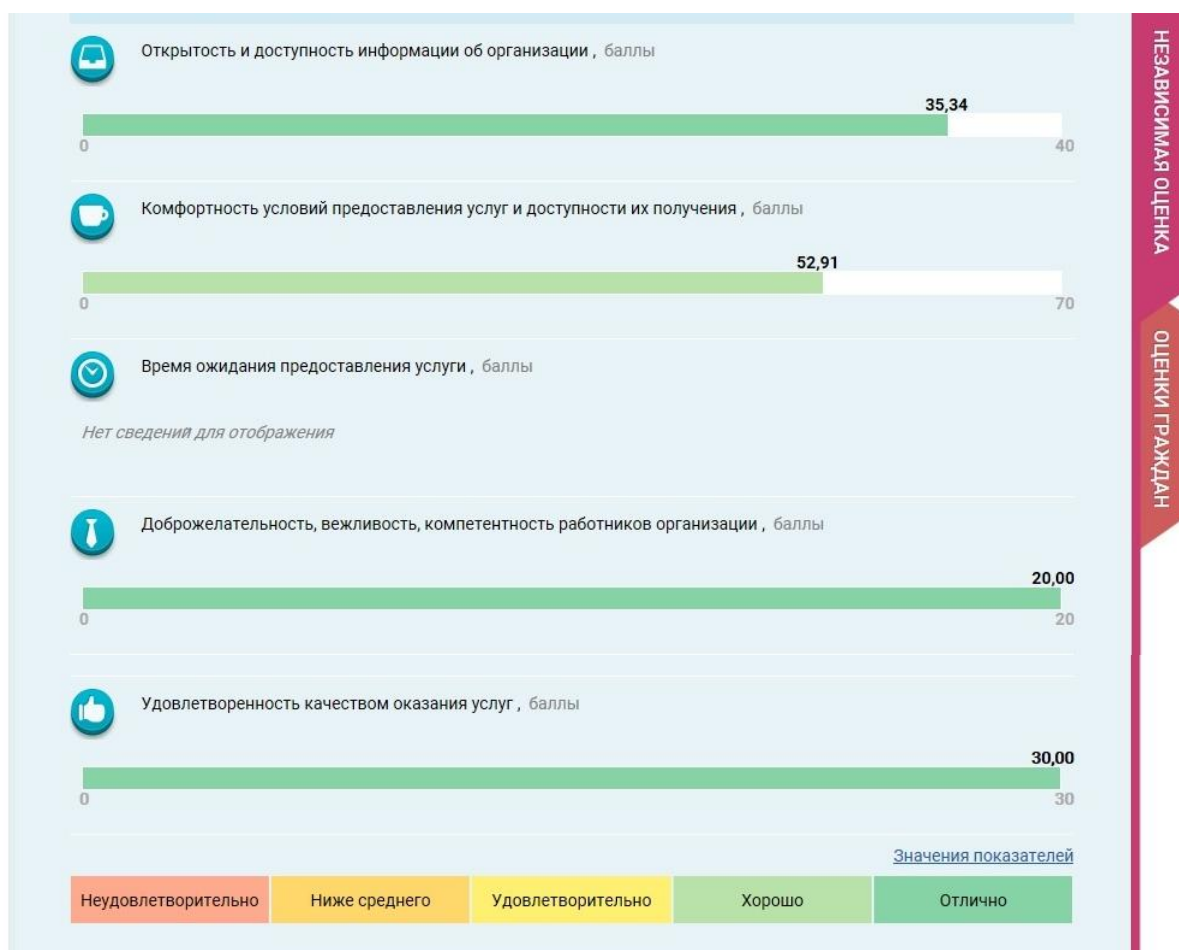 Открытость и доступность информации об организации , баллы
35,34
0 40
Комфортность условий предоставления услуг и доступности их получения , баллы
52,91
0 70
Время ожидания предоставления услуги , баллы
Нет сведений для отображения
Доброжелательность, вежливость, компетентность работников организации , баллы
20,00
0 20
Удовлетворенность качеством оказания услуг , баллы
30,00
0 30
Значения показателей
Неудовлетворительно Ниже среднего Удовлетворительно Хорошо Отлично
НЕЗАВИСИМАЯ ОЦЕНКА
ОЦЕНКИ ГРАЖДАН